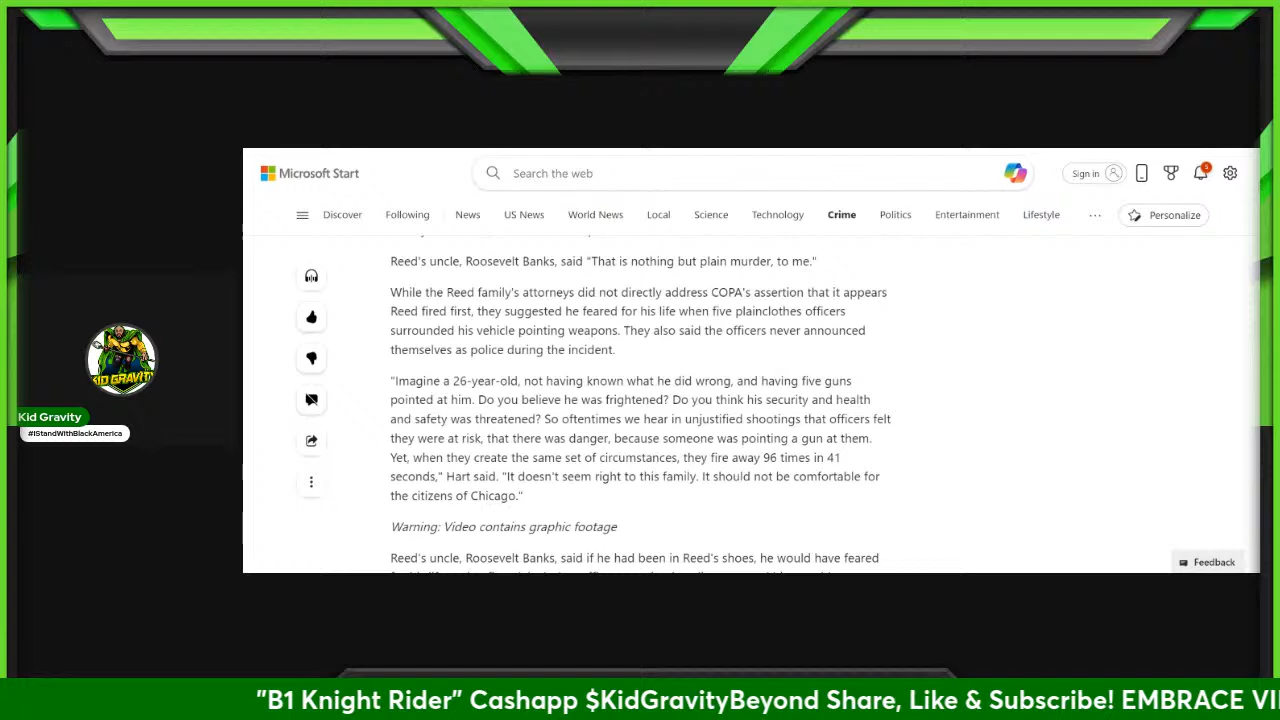 Microsoft Start
Search the web
Sign in
5
Discover
Following
News
US News
World News
Local
Science
Technology
Crime
Politics
Entertainment
Lifestyle
Personalize
Reed's uncle, Roosevelt Banks, said "That is nothing but plain murder, to me."
While the Reed family's attorneys did not directly address COPA's assertion that it appears
Reed fired first, they suggested he feared for his life when five plainclothes officers
surrounded his vehicle pointing weapons. They also said the officers never announced
themselves as police during the incident.
"Imagine a 26-year-old, not having known what he did wrong, and having five guns
pointed at him. Do you believe he was frightened? Do you think his security and health
and safety was threatened? So oftentimes we hear in unjustified shootings that officers felt
they were at risk, that there was danger, because someone was pointing a gun at them.
Yet, when they create the same set of circumstances, they fire away 96 times in 41
seconds," Hart said. "It doesn't seem right to this family. It should not be comfortable for
the citizens of Chicago."
Warning: Video contains graphic footage
Reed's uncle, Roosevelt Banks, said if he had been in Reed's shoes, he would have feared
Feedback
KID GRAVITY
Kid Gravity
#IStandWithBlackAmerica
"B1 Knight Rider" Cashapp $KidGravityBeyond Share, Like & Subscribe! EMBRACE VI